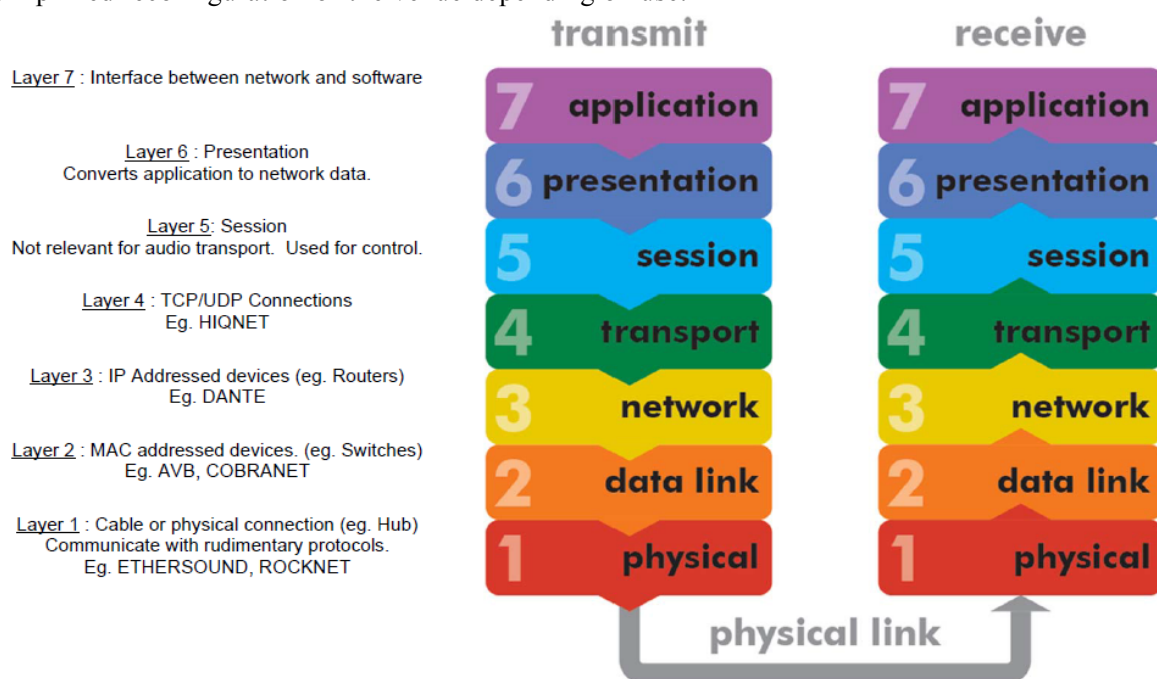 transmit
receive
Layer 7 : Interface between network and software
Layer 6 : Presentation
Converts application to network data.
Layer 5: Session
Not relevant for audio transport.  Used for control.
Layer 4 : TCP/UDP Connections
Eg. HIQNET
Layer 3 : IP Addressed devices (eg. Routers)
Eg. DANTE
Layer 2 : MAC addressed devices. (eg. Switches)
Eg. AVB, COBRANET
Layer 1 : Cable or physical connection (eg. Hub)
Communicate with rudimentary protocols.
Eg. ETHERSOUND, ROCKNET
7 application
6 presentation
5 session
4 transport
3 network
2 data link
1 physical
7 application
6 presentation
5 session
4 transport
3 network
2 data link
1 physical
physical link